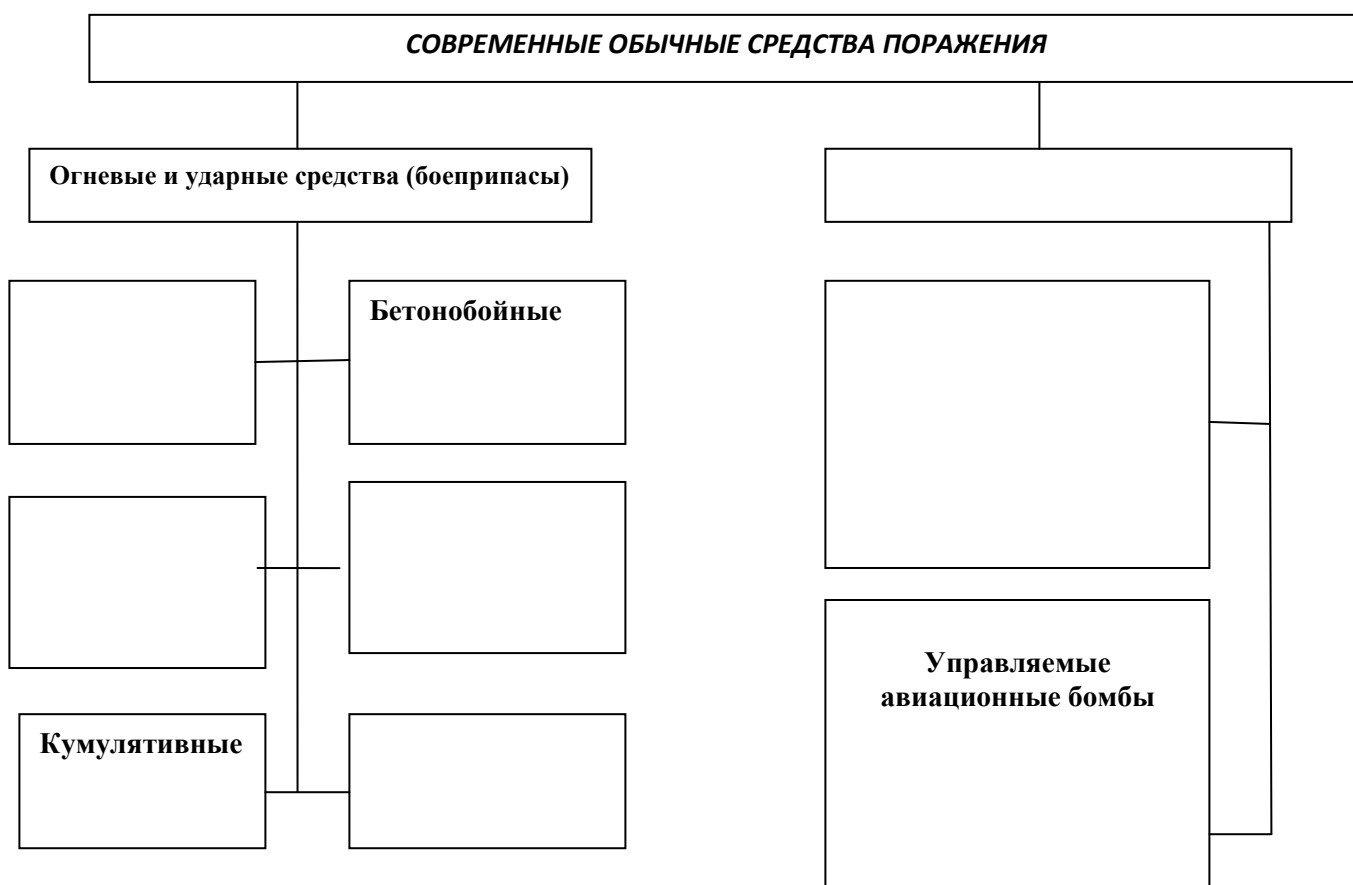 СОВРЕМЕННЫЕ ОБЫЧНЫЕ СРЕДСТВА ПОРАЖЕНИЯ
Огневые и ударные средства (боеприпасы)
Бетонобойные
Кумулятивные
Управляемые
авиационные бомбы